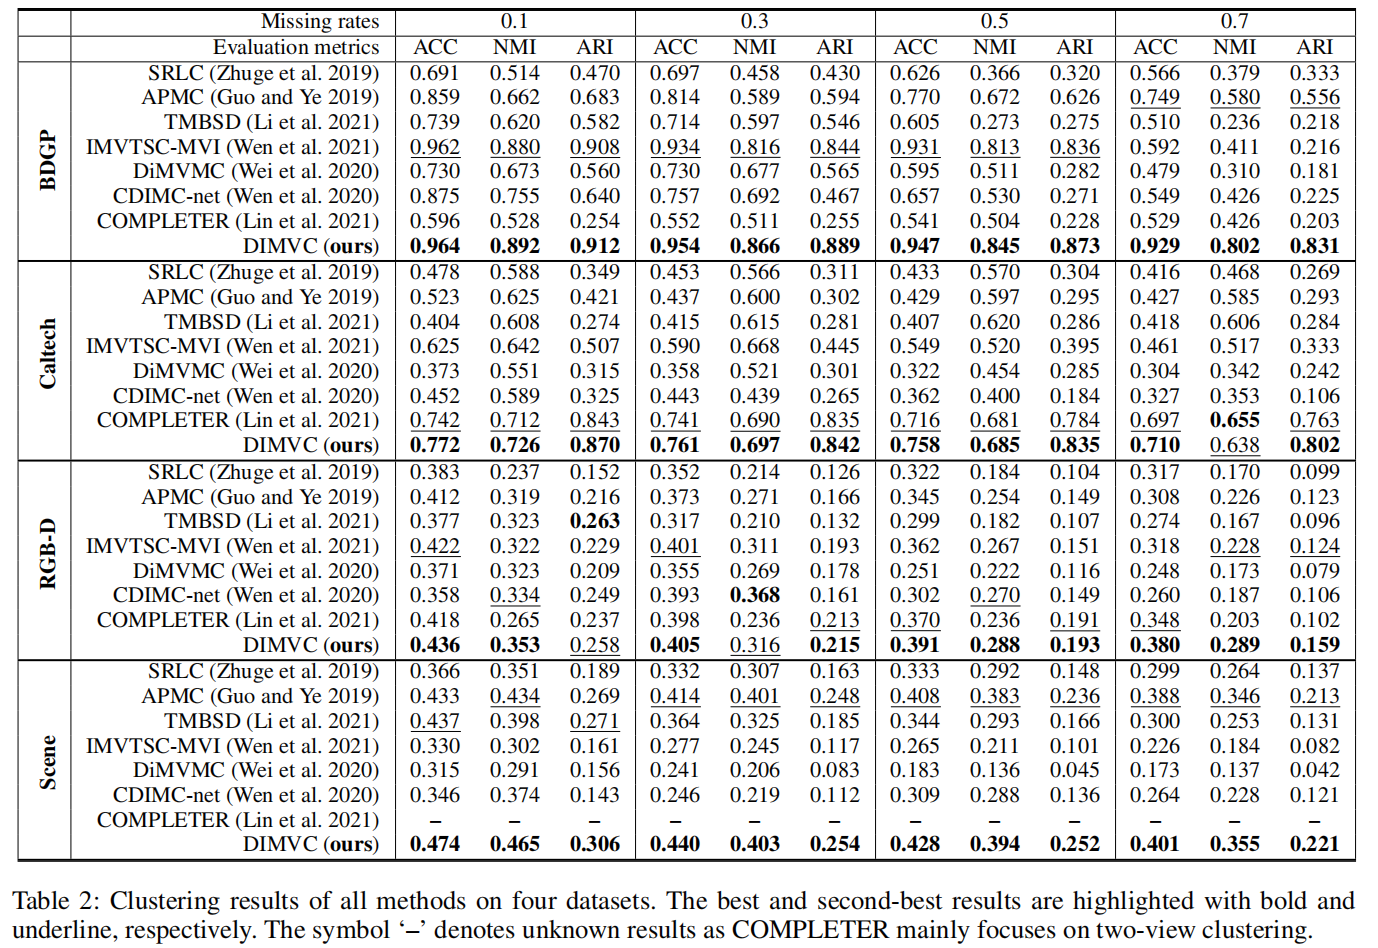 Missing rates 0.1 0.3 0.5 0.7
Evaluation metrics ACC NMI ARI ACC NMI ARI ACC NMI ARI ACC NMI ARI
BDGP
SRLC (Zhuge et al. 2019) 0.691 0.514 0.470 0.697 0.458 0.430 0.626 0.366 0.320 0.566 0.379 0.333
APMC (Guo and Ye 2019) 0.859 0.662 0.683 0.814 0.589 0.594 0.770 0.672 0.626 0.749 0.580 0.556
TMBSD (Li et al. 2021) 0.739 0.620 0.582 0.714 0.597 0.546 0.605 0.273 0.275 0.510 0.236 0.218
IMVTSC-MVI (Wen et al. 2021) 0.962 0.880 0.908 0.934 0.816 0.844 0.931 0.813 0.836 0.592 0.411 0.216
DiMVMC (Wei et al. 2020) 0.730 0.673 0.560 0.730 0.677 0.565 0.595 0.511 0.282 0.479 0.310 0.181
CDIMC-net (Wen et al. 2020) 0.875 0.755 0.640 0.757 0.692 0.467 0.657 0.530 0.271 0.549 0.426 0.225
COMPLETER (Lin et al. 2021) 0.596 0.528 0.254 0.552 0.511 0.255 0.541 0.504 0.228 0.529 0.426 0.203
DIMVC (ours) 0.964 0.892 0.912 0.954 0.866 0.889 0.947 0.845 0.873 0.929 0.802 0.831
Caltech
SRLC (Zhuge et al. 2019) 0.478 0.588 0.349 0.453 0.566 0.311 0.433 0.570 0.304 0.416 0.468 0.269
APMC (Guo and Ye 2019) 0.523 0.625 0.421 0.437 0.600 0.302 0.429 0.597 0.295 0.427 0.585 0.293
TMBSD (Li et al. 2021) 0.404 0.608 0.274 0.415 0.615 0.281 0.407 0.620 0.286 0.418 0.606 0.284
IMVTSC-MVI (Wen et al. 2021) 0.625 0.642 0.507 0.590 0.668 0.445 0.549 0.520 0.395 0.461 0.517 0.333
DiMVMC (Wei et al. 2020) 0.373 0.551 0.315 0.358 0.521 0.301 0.322 0.454 0.285 0.304 0.342 0.242
CDIMC-net (Wen et al. 2020) 0.452 0.589 0.325 0.443 0.439 0.265 0.362 0.400 0.184 0.327 0.353 0.106
COMPLETER (Lin et al. 2021) 0.742 0.712 0.843 0.741 0.690 0.835 0.716 0.681 0.784 0.697 0.655 0.763
DIMVC (ours) 0.772 0.726 0.870 0.761 0.697 0.842 0.758 0.685 0.835 0.710 0.638 0.802
RGB-D
SRLC (Zhuge et al. 2019) 0.383 0.237 0.152 0.352 0.214 0.126 0.322 0.184 0.104 0.317 0.170 0.099
APMC (Guo and Ye 2019) 0.412 0.319 0.216 0.373 0.271 0.166 0.345 0.254 0.149 0.308 0.226 0.123
TMBSD (Li et al. 2021) 0.377 0.323 0.263 0.317 0.210 0.132 0.299 0.182 0.107 0.274 0.167 0.096
IMVTSC-MVI (Wen et al. 2021) 0.422 0.322 0.229 0.401 0.311 0.193 0.362 0.267 0.151 0.318 0.228 0.124
DiMVMC (Wei et al. 2020) 0.371 0.323 0.209 0.355 0.269 0.178 0.251 0.222 0.116 0.248 0.173 0.079
CDIMC-net (Wen et al. 2020) 0.358 0.334 0.249 0.393 0.368 0.161 0.302 0.270 0.149 0.260 0.187 0.106
COMPLETER (Lin et al. 2021) 0.418 0.265 0.237 0.398 0.236 0.213 0.370 0.236 0.191 0.348 0.203 0.102
DIMVC (ours) 0.436 0.353 0.258 0.405 0.316 0.215 0.391 0.288 0.193 0.380 0.289 0.159
Scene
SRLC (Zhuge et al. 2019) 0.366 0.351 0.189 0.332 0.307 0.163 0.333 0.292 0.148 0.299 0.264 0.137
APMC (Guo and Ye 2019) 0.433 0.434 0.269 0.414 0.401 0.248 0.408 0.383 0.236 0.388 0.346 0.213
TMBSD (Li et al. 2021) 0.437 0.398 0.271 0.364 0.325 0.185 0.344 0.293 0.166 0.300 0.253 0.131
IMVTSC-MVI (Wen et al. 2021) 0.330 0.302 0.161 0.277 0.245 0.117 0.265 0.211 0.101 0.226 0.184 0.082
DiMVMC (Wei et al. 2020) 0.315 0.291 0.156 0.241 0.206 0.083 0.183 0.136 0.045 0.173 0.137 0.042
CDIMC-net (Wen et al. 2020) 0.346 0.374 0.143 0.246 0.219 0.112 0.309 0.288 0.136 0.264 0.228 0.121
COMPLETER (Lin et al. 2021) – – – – – – – – – – – –
DIMVC (ours) 0.474 0.465 0.306 0.440 0.403 0.254 0.428 0.394 0.252 0.401 0.355 0.221
Table 2: Clustering results of all methods on four datasets. The best and second-best results are highlighted with bold and
underline, respectively. The symbol ‘–’ denotes unknown results as COMPLETER mainly focuses on two-view clustering.